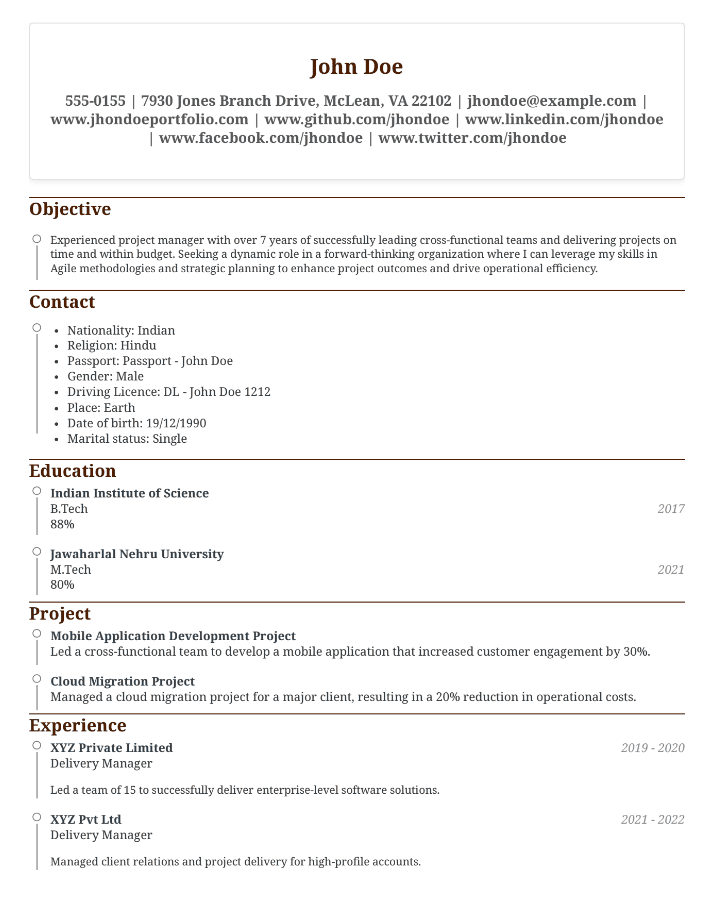 John Doe
555-0155 | 7930 Jones Branch Drive, McLean, VA 22102 | jhondoe@example.com |
www.jhondoeportfolio.com | www.github.com/jhondoe | www.linkedin.com/jhondoe
| www.facebook.com/jhondoe | www.twitter.com/jhondoe
Objective
Experienced project manager with over 7 years of successfully leading cross-functional teams and delivering projects on
time and within budget. Seeking a dynamic role in a forward-thinking organization where I can leverage my skills in
Agile methodologies and strategic planning to enhance project outcomes and drive operational efficiency.
Contact
• Nationality: Indian
• Religion: Hindu
• Passport: Passport - John Doe
• Gender: Male
• Driving Licence: DL - John Doe 1212
• Place: Earth
• Date of birth: 19/12/1990
• Marital status: Single
Education
Indian Institute of Science
B.Tech 2017
88%
Jawaharlal Nehru University
M.Tech 2021
80%
Project
Mobile Application Development Project
Led a cross-functional team to develop a mobile application that increased customer engagement by 30%.
Cloud Migration Project
Managed a cloud migration project for a major client, resulting in a 20% reduction in operational costs.
Experience
XYZ Private Limited 2019 - 2020
Delivery Manager
Led a team of 15 to successfully deliver enterprise-level software solutions.
XYZ Pvt Ltd 2021 - 2022
Delivery Manager
Managed client relations and project delivery for high-profile accounts.